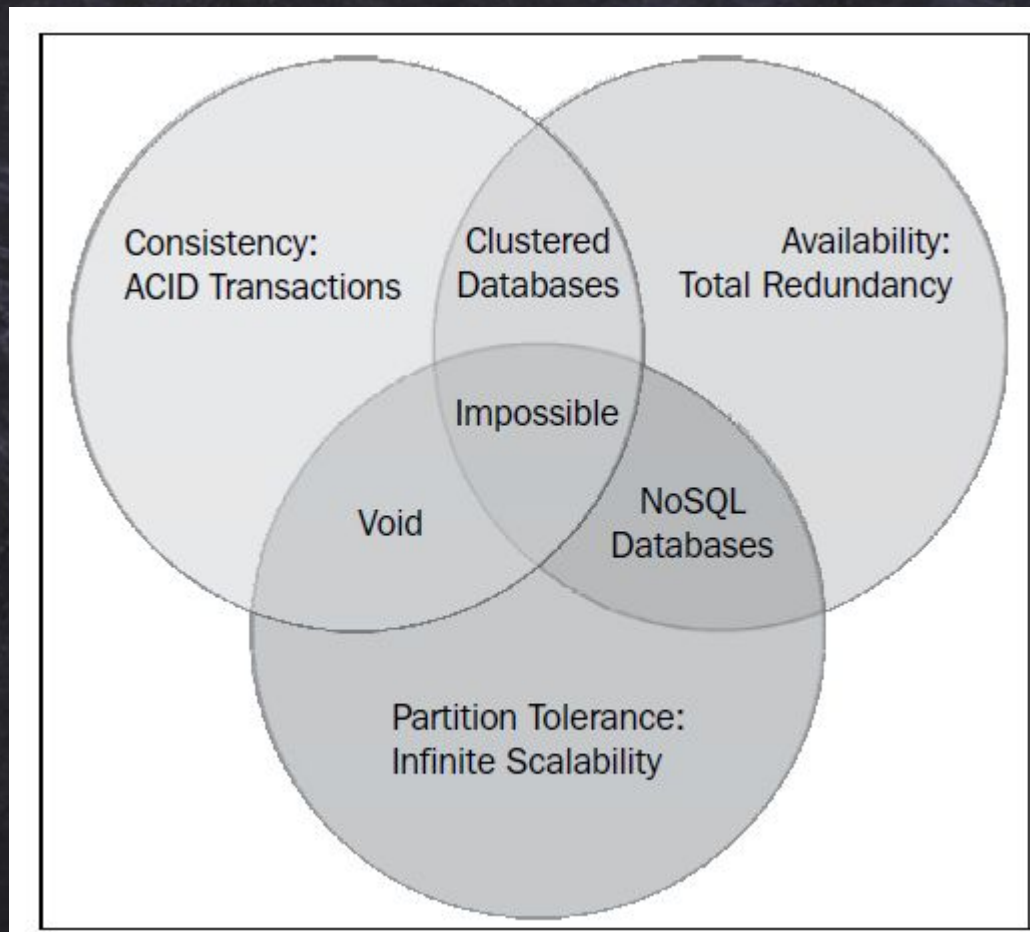 Consistency:
ACID Transactions
Clustered
Databases
Availability:
Total Redundancy
Impossible
Void
NoSQL
Databases
Partition Tolerance:
Infinite Scalability